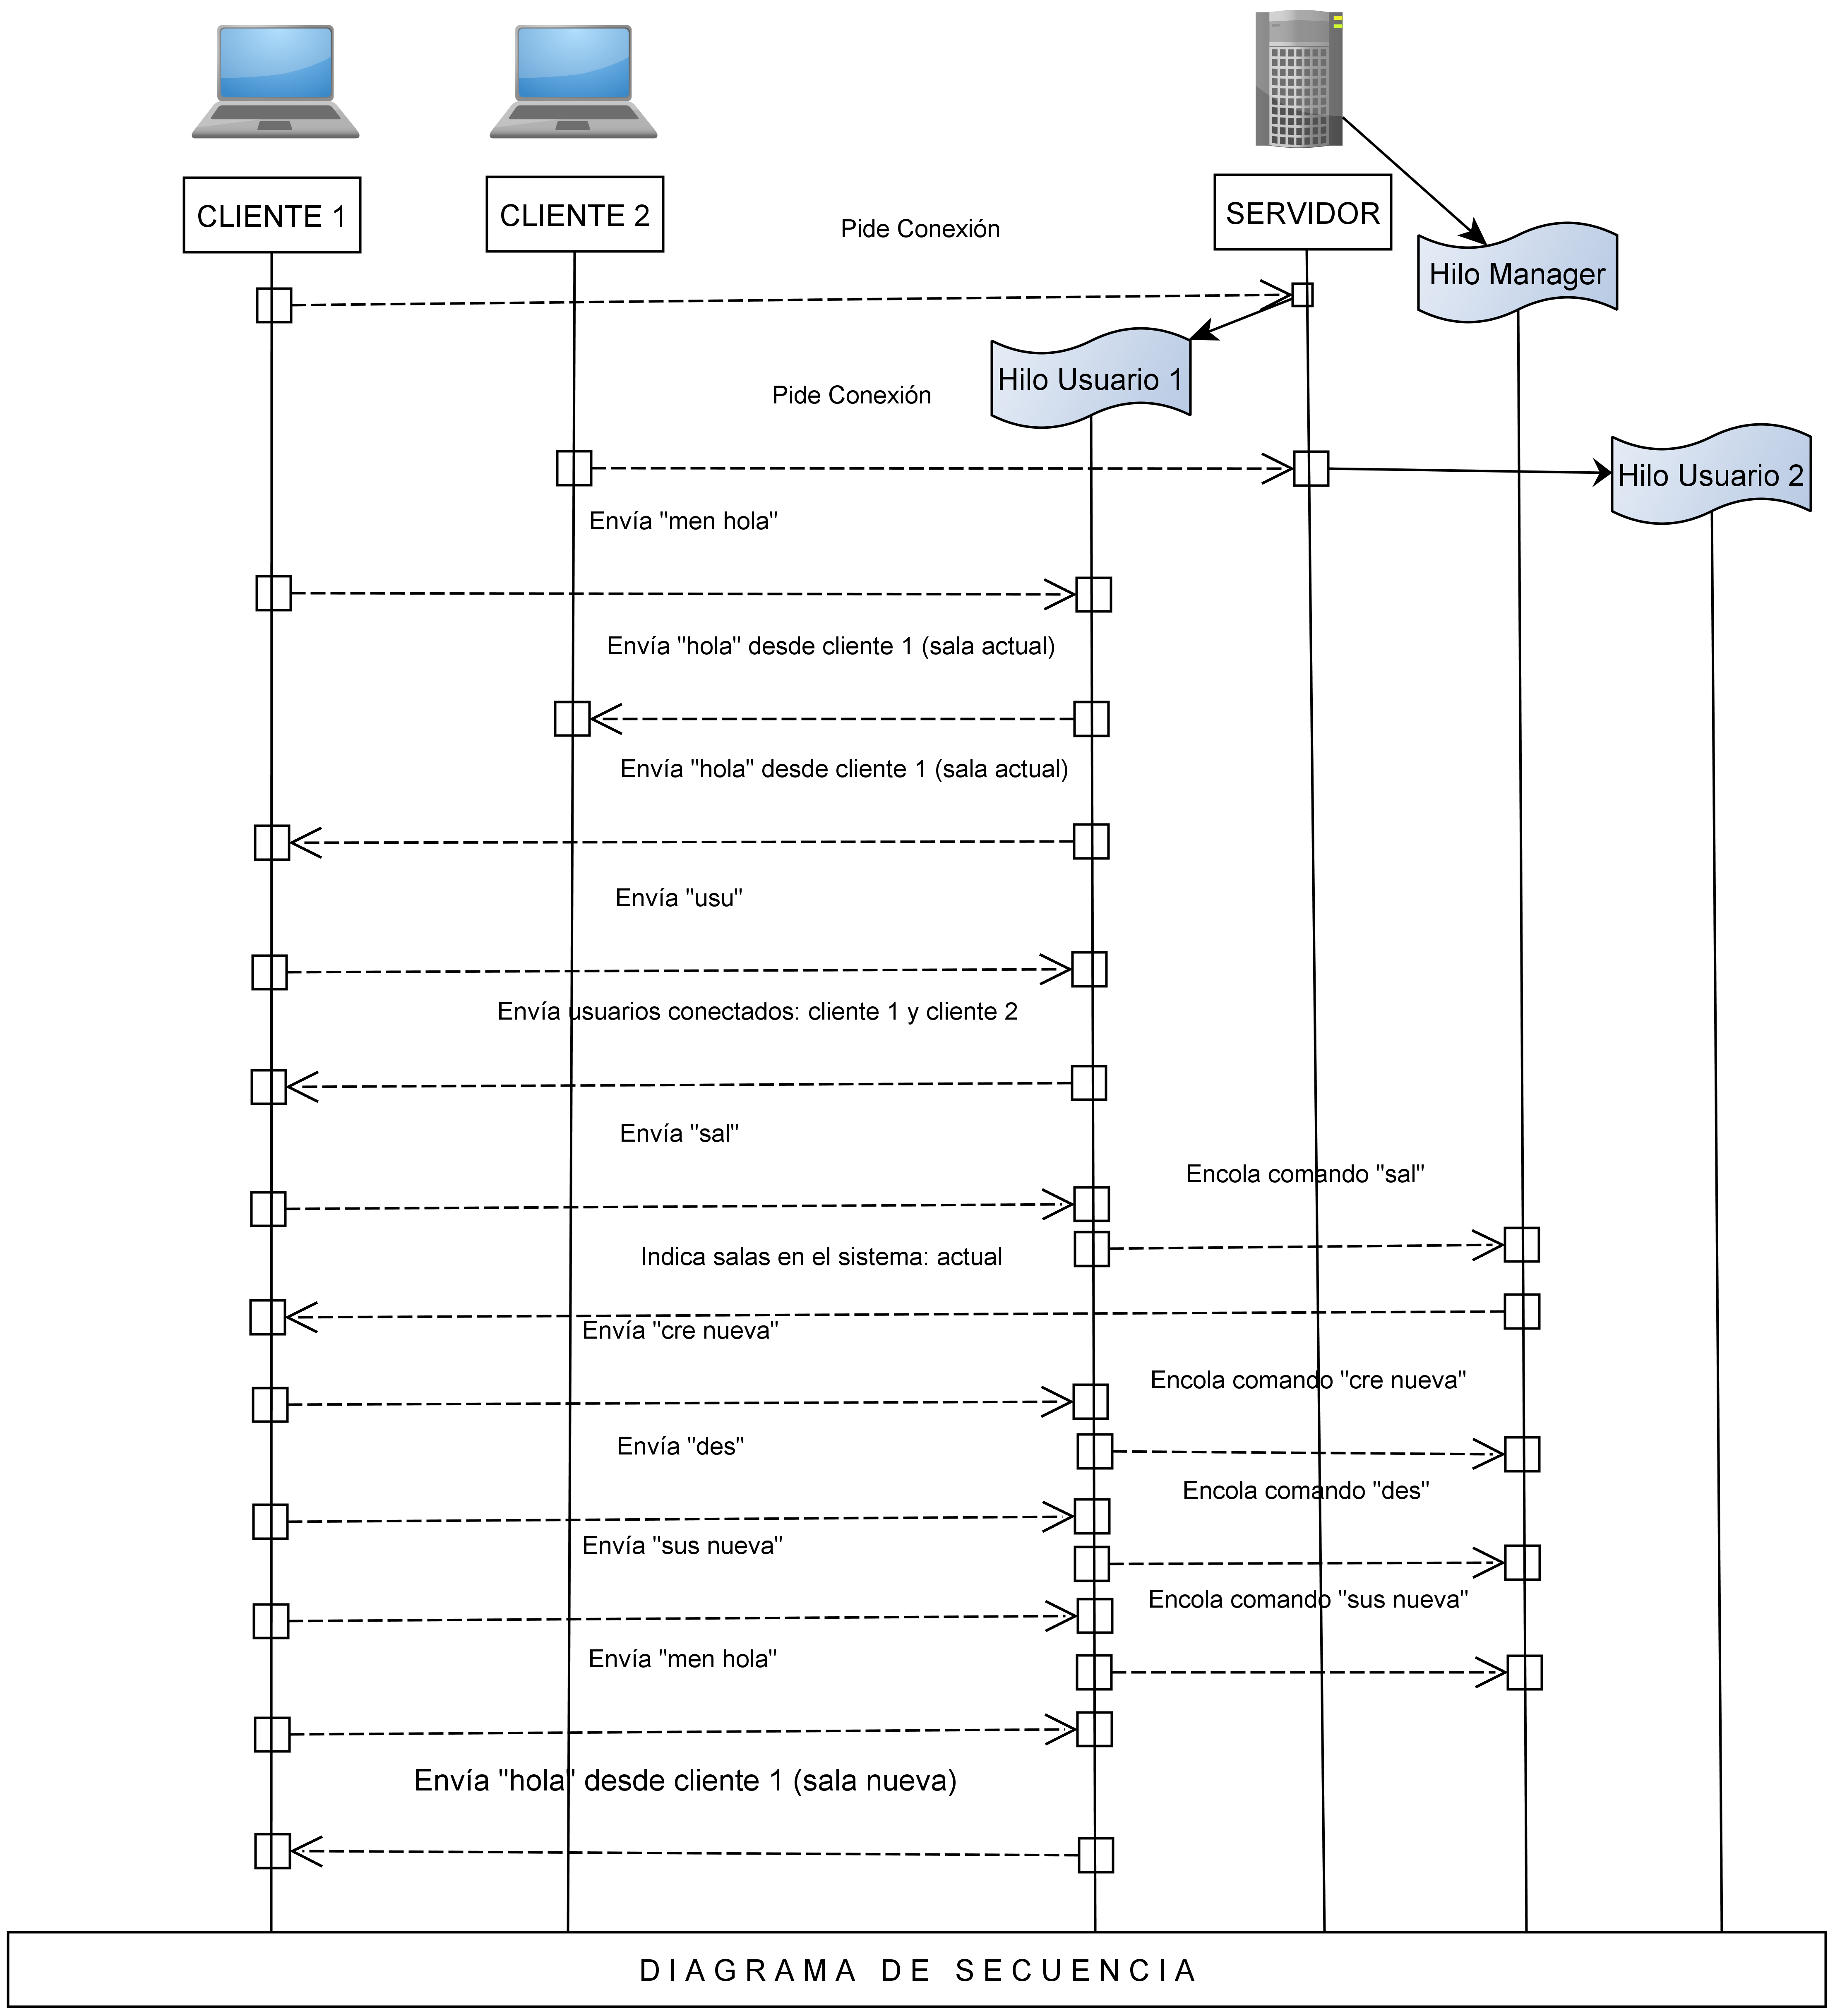 CLIENTE 1
CLIENTE 2
SERVIDOR
Pide Conexión
Hilo Manager
Hilo Usuario 1
Pide Conexión
Hilo Usuario 2
Envía "men hola"
Envía "hola" desde cliente 1 (sala actual)
Envía "hola" desde cliente 1 (sala actual)
Envía "usu"
Envía usuarios conectados: cliente 1 y cliente 2
Envía "sal"
Encola comando "sal"
Indica salas en el sistema: actual
Envía "cre nueva"
Encola comando "cre nueva"
Envía "des"
Encola comando "des"
Envía "sus nueva"
Encola comando "sus nueva"
Envía "men hola"
Envía "hola" desde cliente 1 (sala nueva)
DIAGRAMA DE SECUENCIA